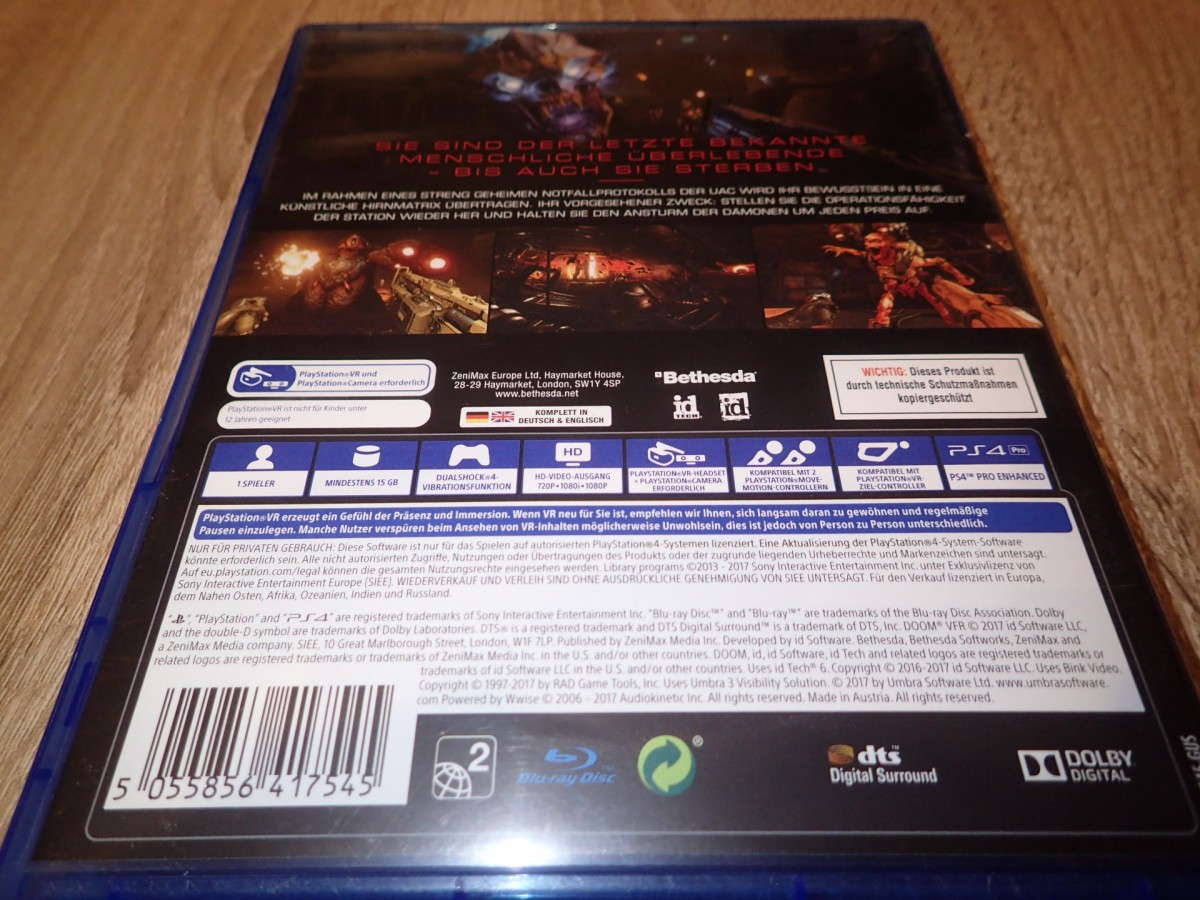 SIE SIND DER LETZTE BEKANNTE
MENSCHLICHE ÜBERLEBENDE
- BIS AUCH SIE STERBEN.
IM RAHMEN EINES STRENG GEHEIMEN NOTFALLPROTOKOLLS DER UAC WIRD IHR BEWUSSTSEIN IN EINE
KÜNSTLICHE HIRNMATRIX ÜBERTRAGEN. IHR VORGESEHENER ZWECK: STELLEN SIE DIE OPERATIONSFÄHIGKEIT
DER STATION WIEDER HER UND HALTEN SIE DEN ANSTURM DER DÄMONEN UM JEDEN PREIS AUF.
PlayStation®VR und
PlayStation®Camera erforderlich
PlayStation®VR ist nicht für Kinder unter
12 Jahren geeignet
ZeniMax Europe Ltd, Haymarket House,
28-29 Haymarket, London, SW1Y 4SP
www.bethesda.net
KOMPLETT IN
DEUTSCH & ENGLISCH
Bethesda
id
TECH
id
WICHTIG: Dieses Produkt ist
durch technische Schutzmaßnahmen
kopiergeschützt
1 SPIELER
MINDESTENS 15 GB
DUALSHOCK®4-
VIBRATIONSFUNKTION
HD
HD-VIDEO-AUSGANG
720P•1080i•1080P
PLAYSTATION®VR-HEADSET
+ PLAYSTATION®CAMERA
ERFORDERLICH
KOMPATIBEL MIT 2
PLAYSTATION®MOVE-
MOTION-CONTROLLERN
KOMPATIBEL MIT
PLAYSTATION®VR-
ZIEL-CONTROLLER
PS4 Pro
PS4™ PRO ENHANCED
PlayStation®VR erzeugt ein Gefühl der Präsenz und Immersion. Wenn VR neu für Sie ist, empfehlen wir Ihnen, sich langsam daran zu gewöhnen und regelmäßige
Pausen einzulegen. Manche Nutzer verspüren beim Ansehen von VR-Inhalten möglicherweise Unwohlsein, dies ist jedoch von Person zu Person unterschiedlich.
NUR FÜR PRIVATEN GEBRAUCH: Diese Software ist nur für das Spielen auf autorisierten PlayStation®4-Systemen lizenziert. Eine Aktualisierung der PlayStation®4-System-Software
könnte erforderlich sein. Alle nicht autorisierten Zugriffe, Nutzungen oder Übertragungen des Produkts oder der zugrunde liegenden Urheberrechte und Markenzeichen sind untersagt.
Auf eu.playstation.com/legal können die gesamten Nutzungsrechte eingesehen werden. Library programs ©2013 - 2017 Sony Interactive Entertainment Inc. unter Exklusivlizenz von
Sony Interactive Entertainment Europe (SIEE). WIEDERVERKAUF UND VERLEIH SIND OHNE AUSDRÜCKLICHE GENEHMIGUNG VON SIEE UNTERSAGT. Für den Verkauf lizenziert in Europa,
dem Nahen Osten, Afrika, Ozeanien, Indien und Russland.
"PS", "PlayStation" and "PS4" are registered trademarks of Sony Interactive Entertainment Inc. "Blu-ray Disc™" and "Blu-ray™" are trademarks of the Blu-ray Disc Association. Dolby
and the double-D symbol are trademarks of Dolby Laboratories. DTS® is a registered trademark and DTS Digital Surround™ is a trademark of DTS, Inc. DOOM® VFR © 2017 id Software LLC,
a ZeniMax Media company. SIEE, 10 Great Marlborough Street, London, W1F 7LP. Published by ZeniMax Media Inc. Developed by id Software. Bethesda, Bethesda Softworks, ZeniMax and
related logos are registered trademarks or trademarks of ZeniMax Media Inc. in the U.S. and/or other countries. DOOM, id, id Software, id Tech and related logos are registered trademarks or
trademarks of id Software LLC in the U.S. and/or other countries. Uses id Tech® 6. Copyright © 2016-2017 id Software LLC. Uses Bink Video.
Copyright © 1997-2017 by RAD Game Tools, Inc. Uses Umbra 3 Visibility Solution. © 2017 by Umbra Software Ltd. www.umbrasoftware.
com Powered by Wwise © 2006 - 2017 Audiokinetic Inc. All rights reserved. Made in Austria. All rights reserved.
5 055856 417545
2
Blu-ray Disc
®
dts™
Digital Surround
DOLBY
DIGITAL